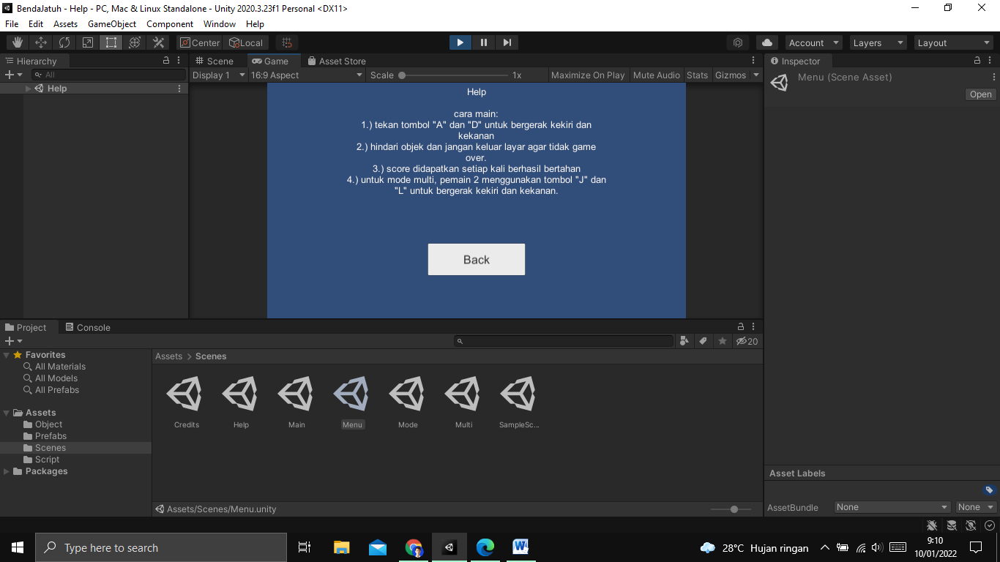 BendaJatuh - Help - PC, Mac & Linux Standalone - Unity 2020.3.23f1 Personal <DX11>
File Edit Assets GameObject Component Window Help
Center Local Account Layers Layout
Hierarchy
All
Help
Scene Game Asset Store
Display 1 16:9 Aspect Scale 1x Maximize On Play Mute Audio Stats Gizmos
Help
cara main:
1.) tekan tombol "A" dan "D" untuk bergerak kekiri dan
kekanan
2.) hindari objek dan jangan keluar layar agar tidak game
over.
3.) score didapatkan setiap kali berhasil bertahan
4.) untuk mode multi, pemain 2 menggunakan tombol "J" dan
"L" untuk bergerak kekiri dan kekanan.
Back
Inspector
Menu (Scene Asset)
Open
Project Console
20
Favorites
All Materials
All Models
All Prefabs
Assets
Object
Prefabs
Scenes
Script
Packages
Assets > Scenes
Credits Help Main Menu Mode Multi SampleSc...
Assets/Scenes/Menu.unity
Asset Labels
AssetBundle None None
Type here to search
28°C Hujan ringan
9:10
10/01/2022